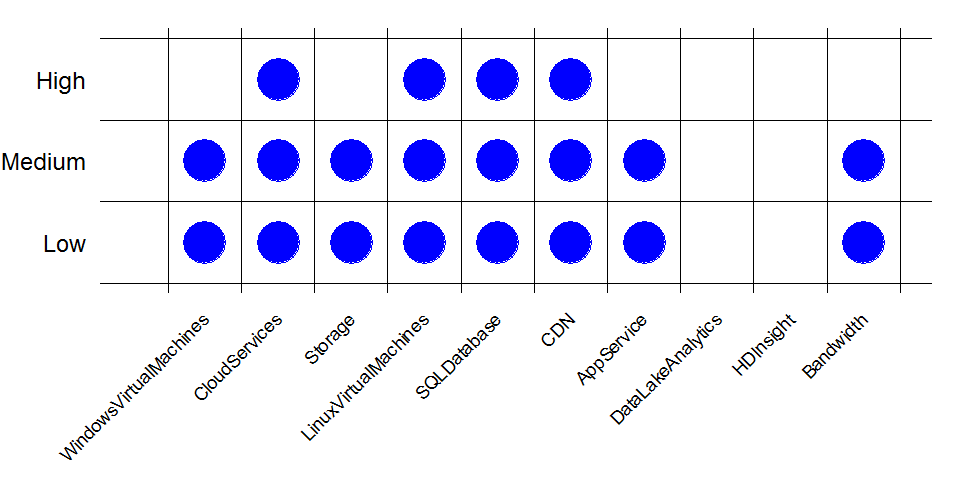 High
Medium
Low
WindowsVirtualMachines
CloudServices
Storage
LinuxVirtualMachines
SQLDatabase
CDN
AppService
DataLakeAnalytics
HDInsight
Bandwidth